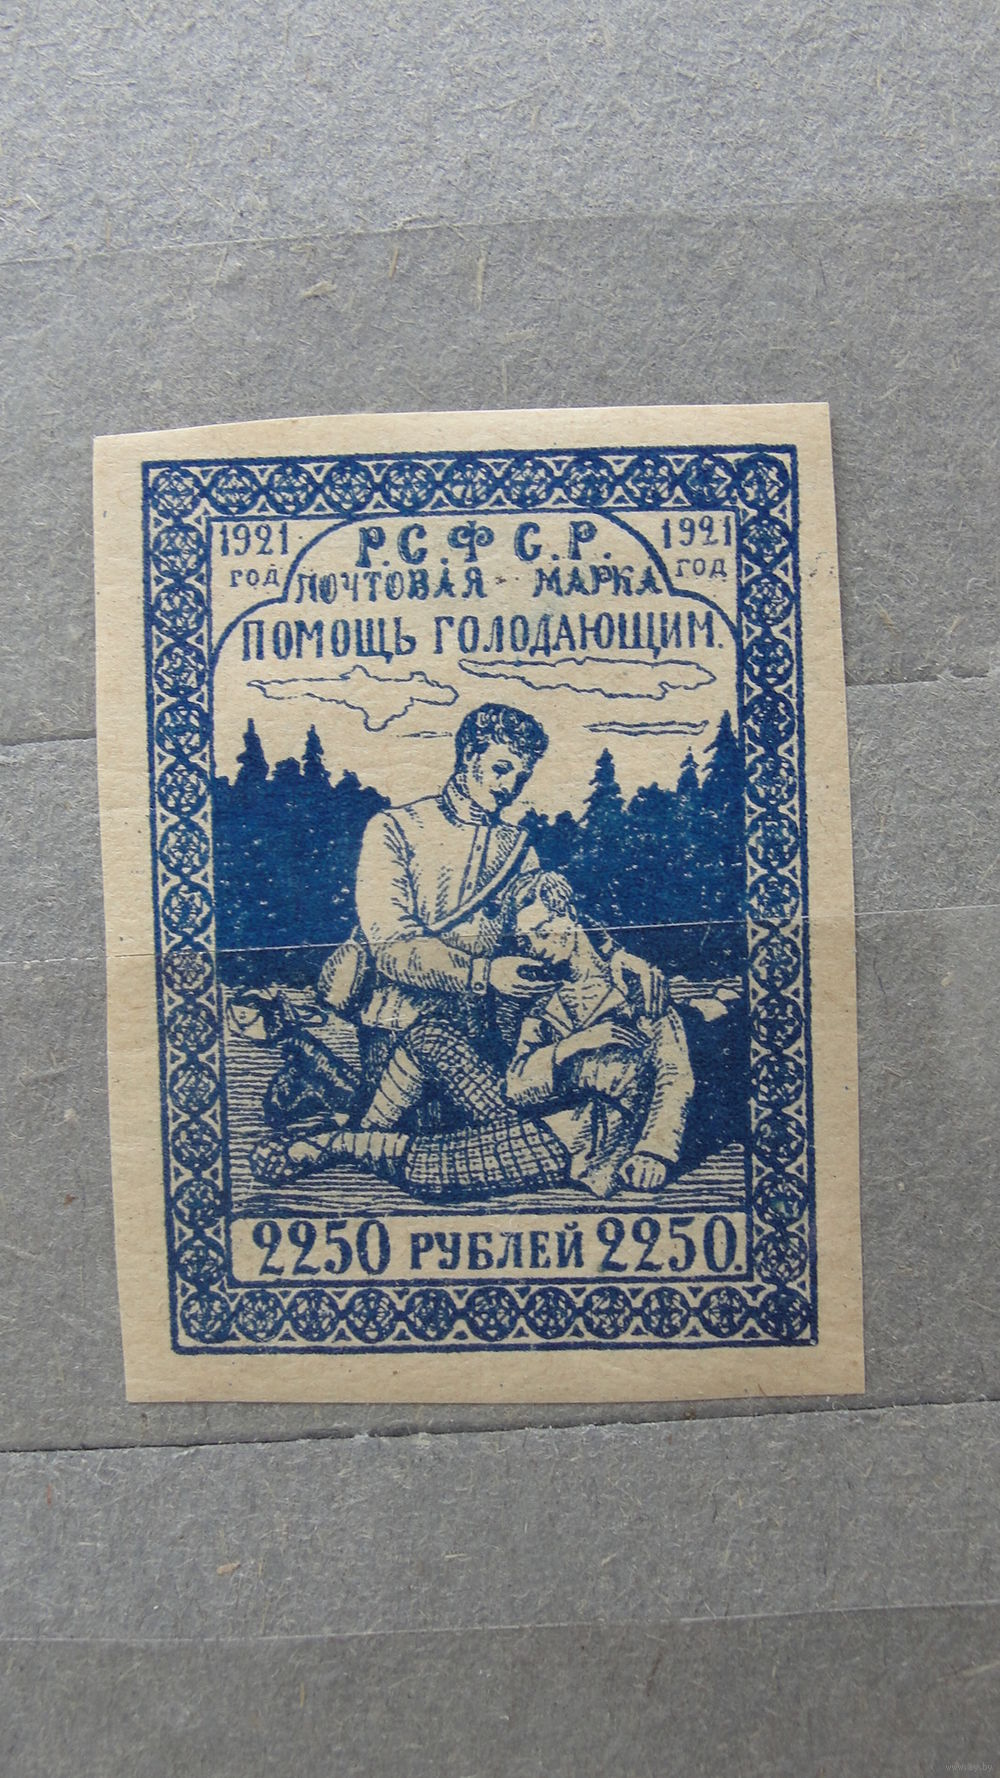 1921 Р.С.Ф С.Р. 1921
год ПОЧТОВАЯ МАРКА год
ПОМОЩЬ ГОЛОДАЮЩИМ.
2250 РУБЛЕЙ 2250.